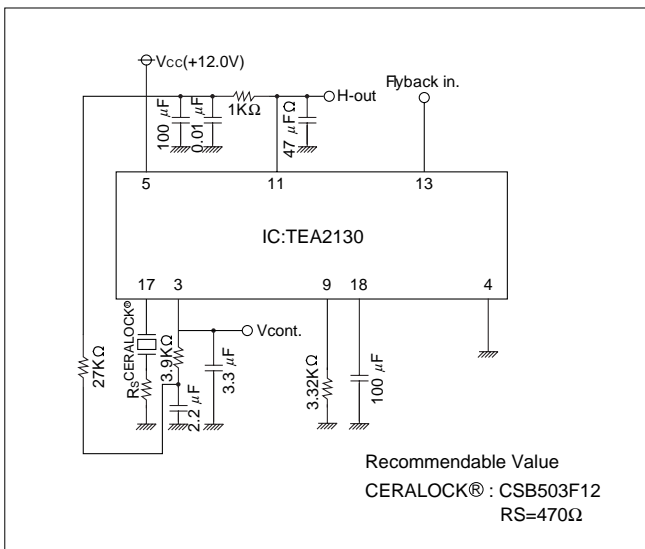 Vcc(+12.0V)
100 µF
0.01 µF
1KΩ
H-out
47 µFΩ
Flyback in.
5
11
13
IC:TEA2130
17
3
9
18
4
27KΩ
Rs
CERALOCK®
3.9KΩ
2.2 µF
3.3 µF
Vcont.
3.32KΩ
100 µF
Recommendable Value
CERALOCK® : CSB503F12
RS=470Ω